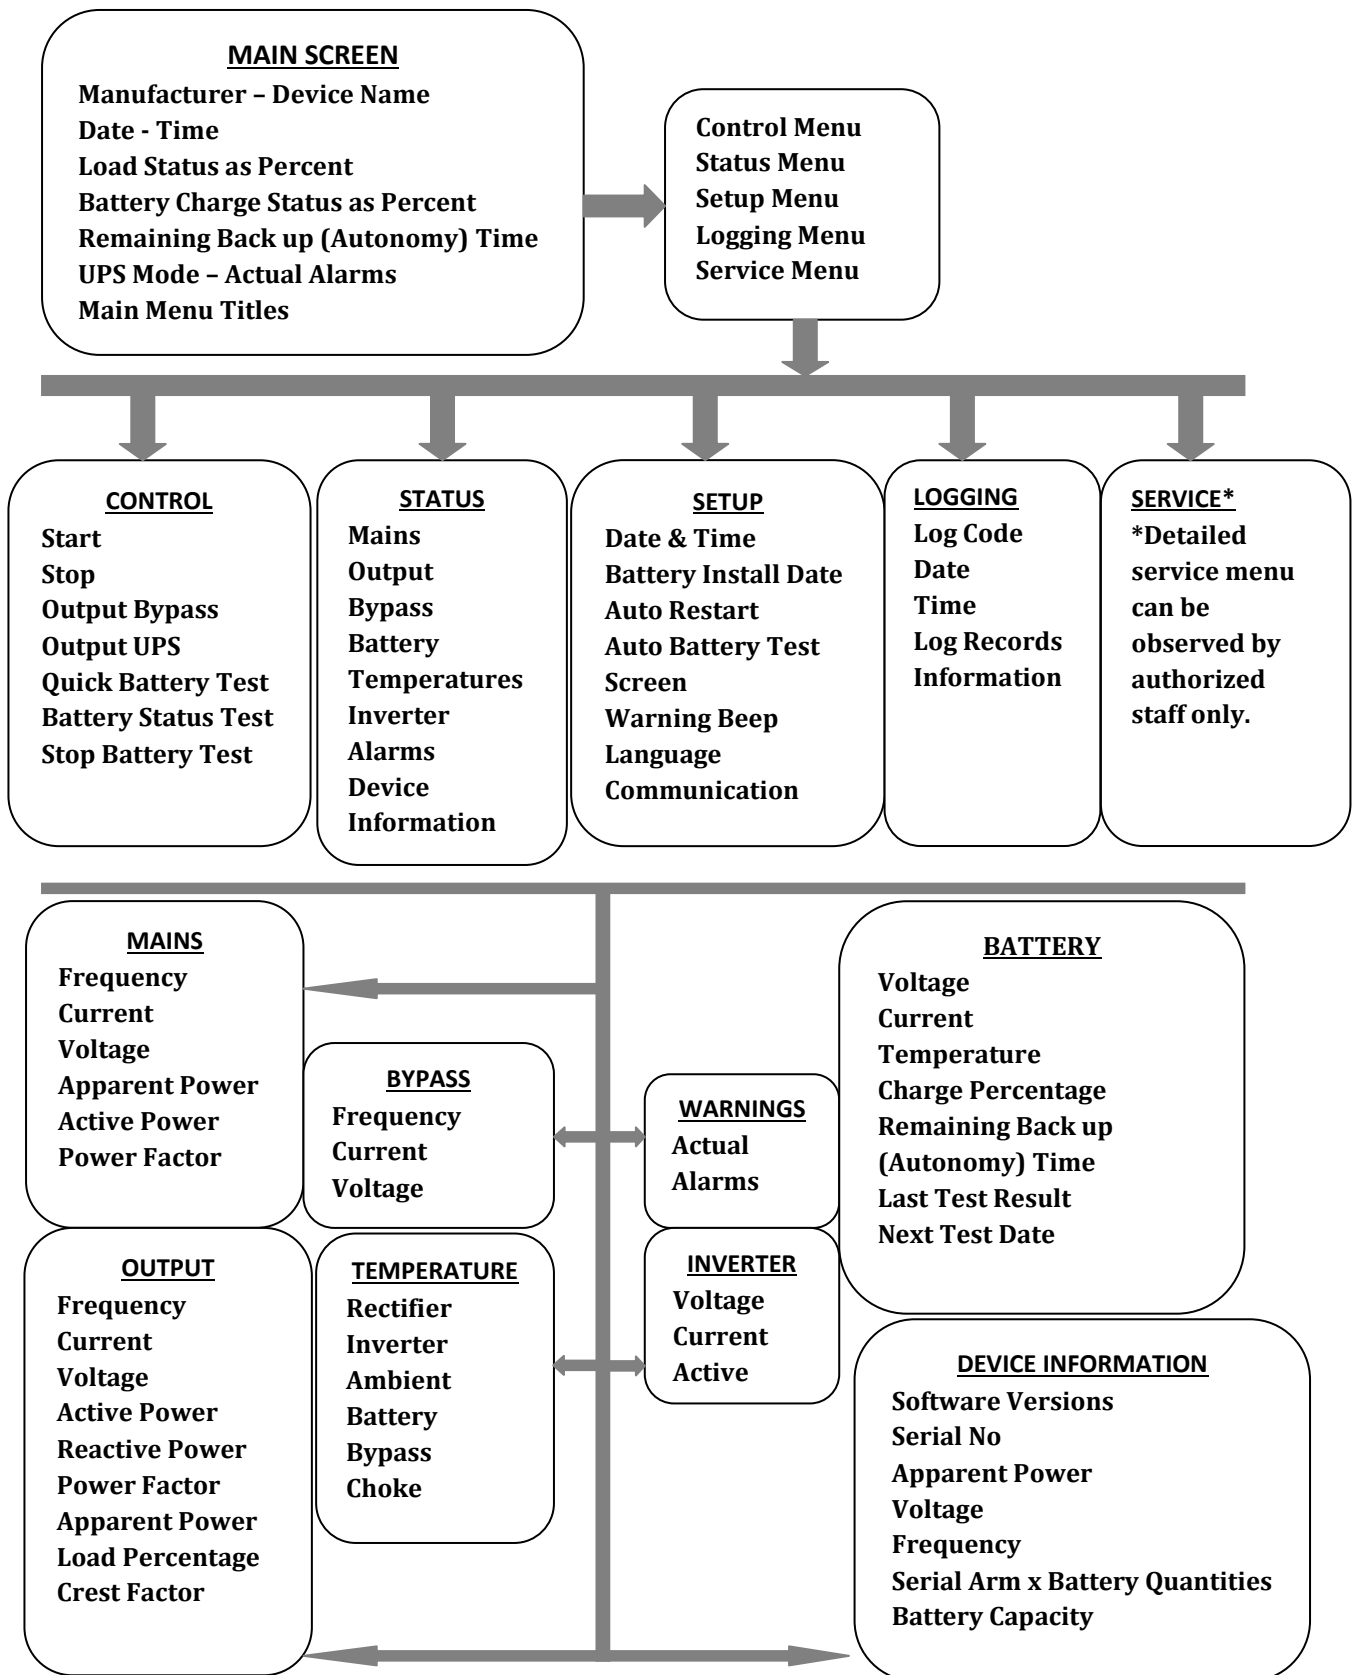 MAIN SCREEN
Manufacturer – Device Name
Date - Time
Load Status as Percent
Battery Charge Status as Percent
Remaining Back up (Autonomy) Time
UPS Mode – Actual Alarms
Main Menu Titles
Control Menu
Status Menu
Setup Menu
Logging Menu
Service Menu
CONTROL
Start
Stop
Output Bypass
Output UPS
Quick Battery Test
Battery Status Test
Stop Battery Test
STATUS
Mains
Output
Bypass
Battery
Temperatures
Inverter
Alarms
Device
Information
SETUP
Date & Time
Battery Install Date
Auto Restart
Auto Battery Test
Screen
Warning Beep
Language
Communication
LOGGING
Log Code
Date
Time
Log Records
Information
SERVICE*
*Detailed
service menu
can be
observed by
authorized
staff only.
MAINS
Frequency
Current
Voltage
Apparent Power
Active Power
Power Factor
BYPASS
Frequency
Current
Voltage
WARNINGS
Actual
Alarms
BATTERY
Voltage
Current
Temperature
Charge Percentage
Remaining Back up
(Autonomy) Time
Last Test Result
Next Test Date
OUTPUT
Frequency
Current
Voltage
Active Power
Reactive Power
Power Factor
Apparent Power
Load Percentage
Crest Factor
TEMPERATURE
Rectifier
Inverter
Ambient
Battery
Bypass
Choke
INVERTER
Voltage
Current
Active
DEVICE INFORMATION
Software Versions
Serial No
Apparent Power
Voltage
Frequency
Serial Arm x Battery Quantities
Battery Capacity